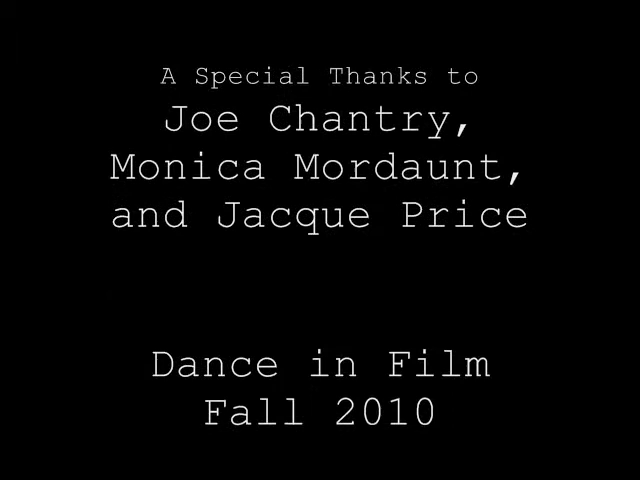 A Special Thanks to
Joe Chantry,
Monica Mordaunt,
and Jacque Price
Dance in Film
Fall 2010